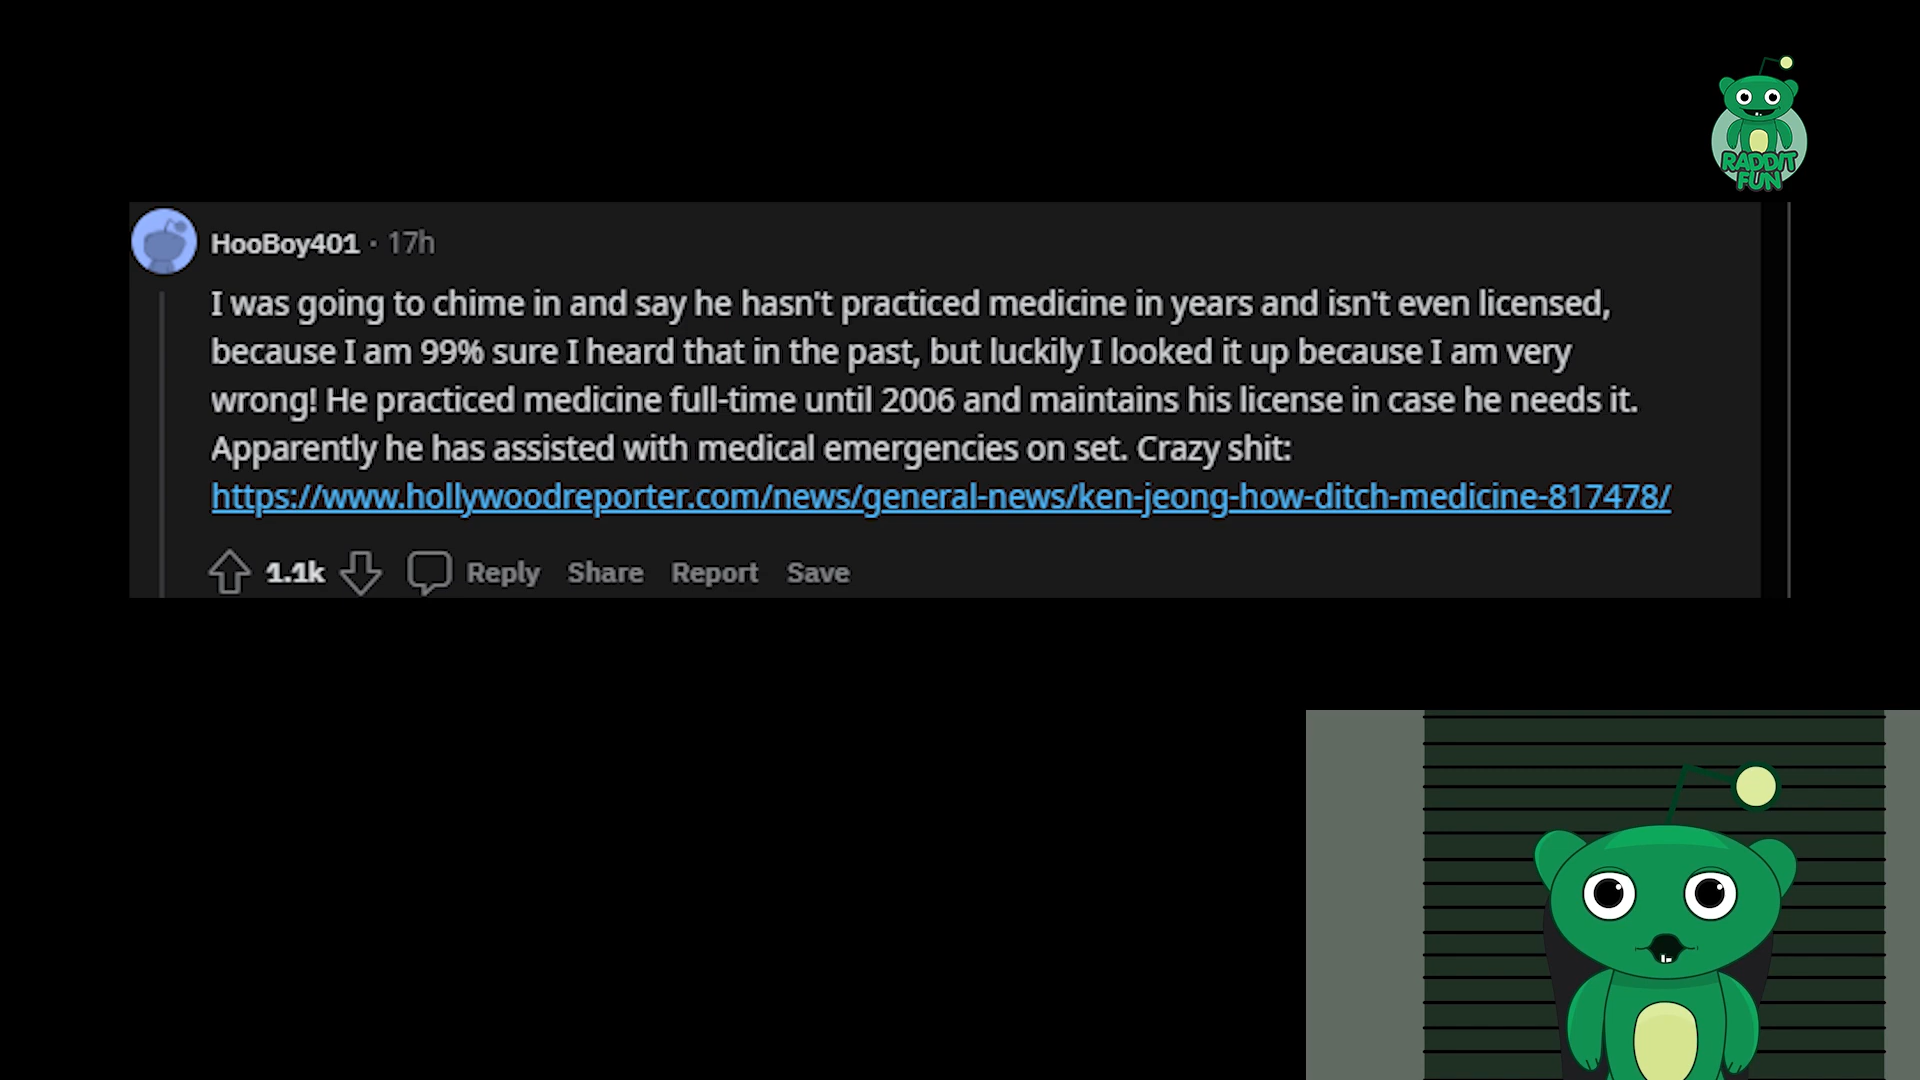 RADDIT
FUN
HooBoy401 · 17h
I was going to chime in and say he hasn't practiced medicine in years and isn't even licensed,
because I am 99% sure I heard that in the past, but luckily I looked it up because I am very
wrong! He practiced medicine full-time until 2006 and maintains his license in case he needs it.
Apparently he has assisted with medical emergencies on set. Crazy shit:
https://www.hollywoodreporter.com/news/general-news/ken-jeong-how-ditch-medicine-817478/
1.1k Reply Share Report Save